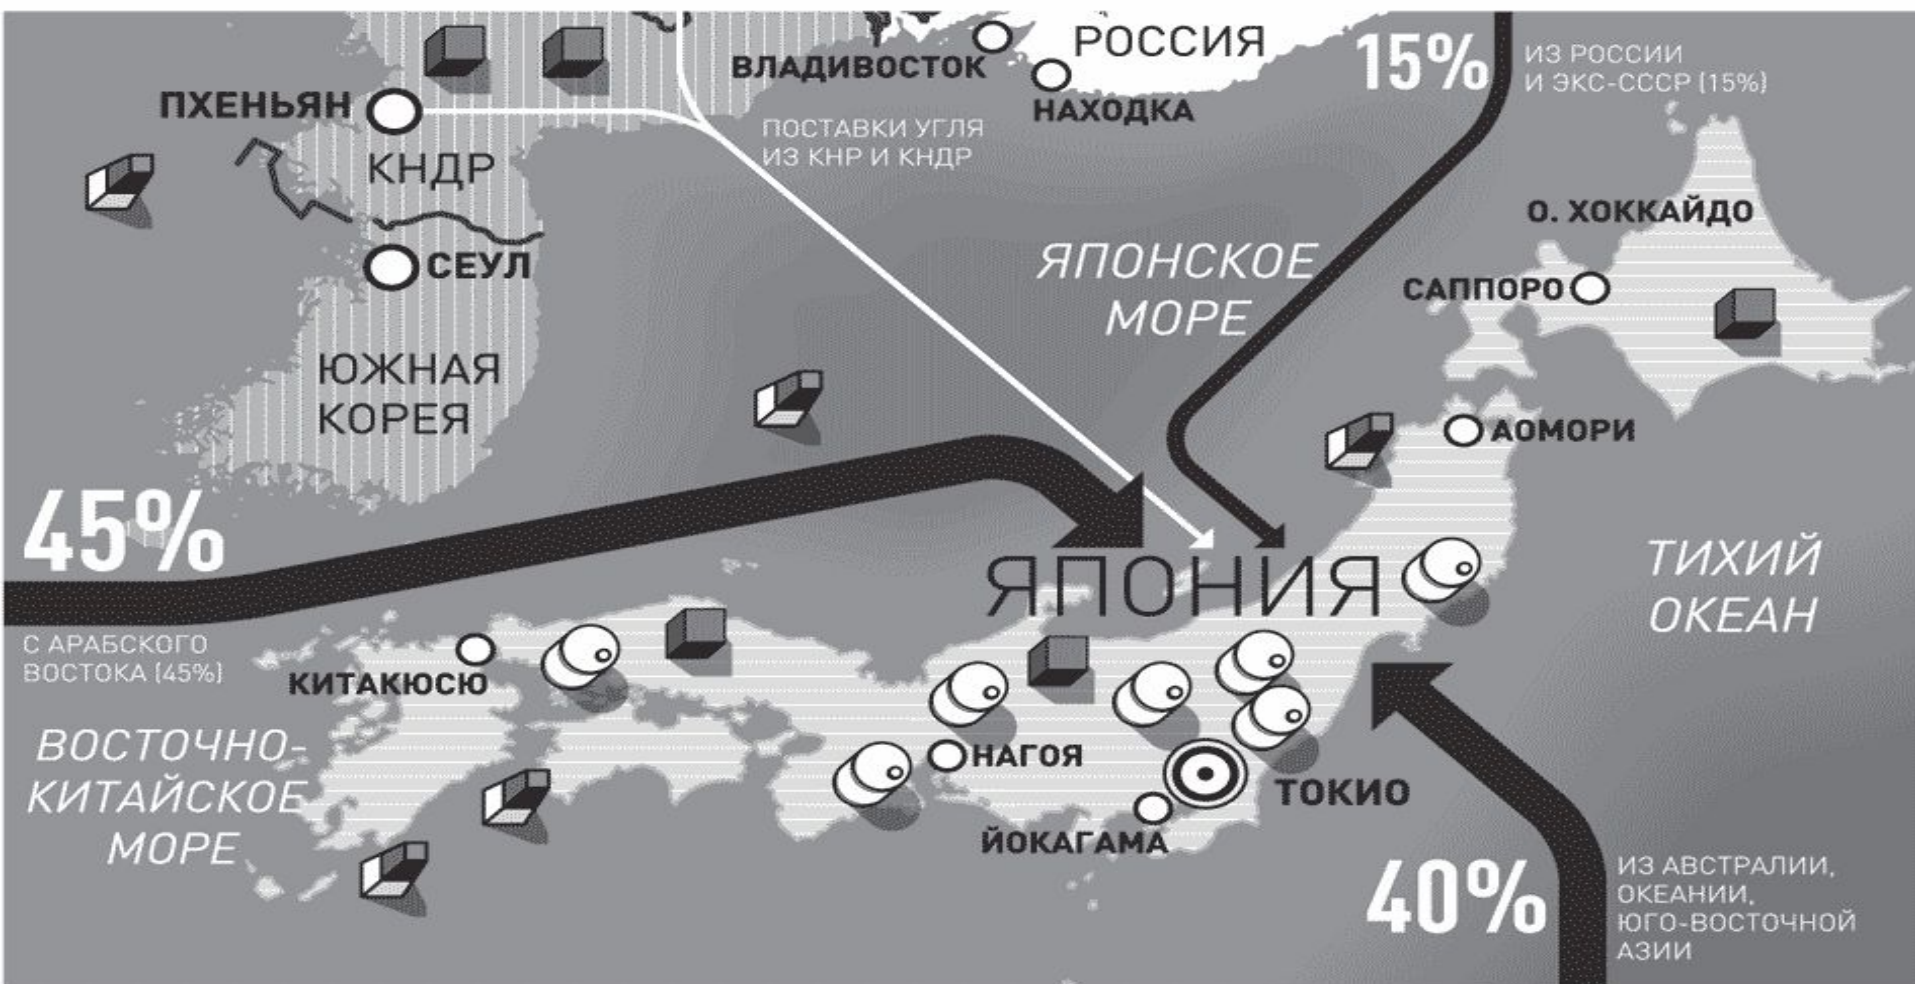 РОССИЯ
ВЛАДИВОСТОК
НАХОДКА
15%
ИЗ РОССИИ
И ЭКС-СССР (15%)
ПХЕНЬЯН
ПОСТАВКИ УГЛЯ
ИЗ КНР И КНДР
КНДР
О. ХОККАЙДО
СЕУЛ
ЯПОНСКОЕ
МОРЕ
САППОРО
ЮЖНАЯ
КОРЕЯ
АОМОРИ
45%
С АРАБСКОГО
ВОСТОКА (45%)
ЯПОНИЯ
ТИХИЙ
ОКЕАН
КИТАКЮСЮ
ВОСТОЧНО-
КИТАЙСКОЕ
МОРЕ
НАГОЯ
ТОКИО
ЙОКАГАМА
40%
ИЗ АВСТРАЛИИ,
ОКЕАНИИ,
ЮГО-ВОСТОЧНОЙ
АЗИИ